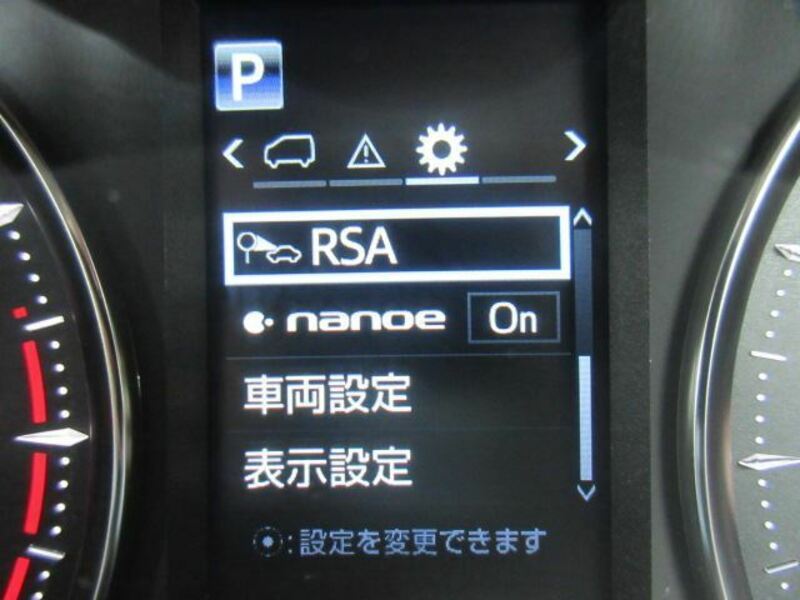 P
RSA
nanoe On
車両設定
表示設定
:設定を変更できます